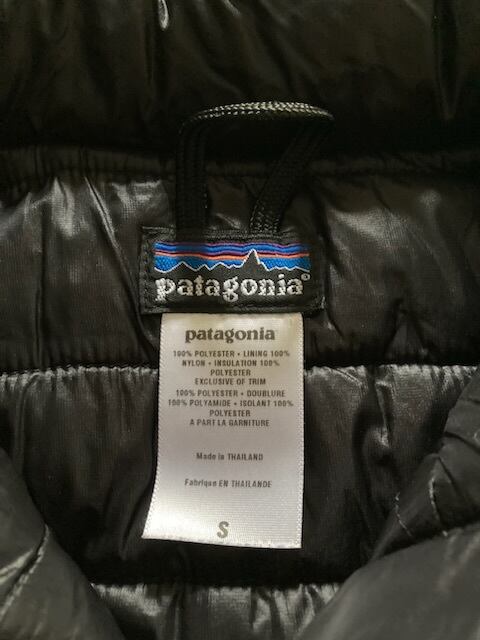 patagonia®
patagonia
100% POLYESTER • LINING 100%
NYLON • INSULATION 100%
POLYESTER
EXCLUSIVE OF TRIM
100% POLYESTER • DOUBLURE
100% POLYAMIDE • ISOLANT 100%
POLYESTER
A PART LA GARNITURE
Made in THAILAND
Fabriqué EN THAILANDE
S